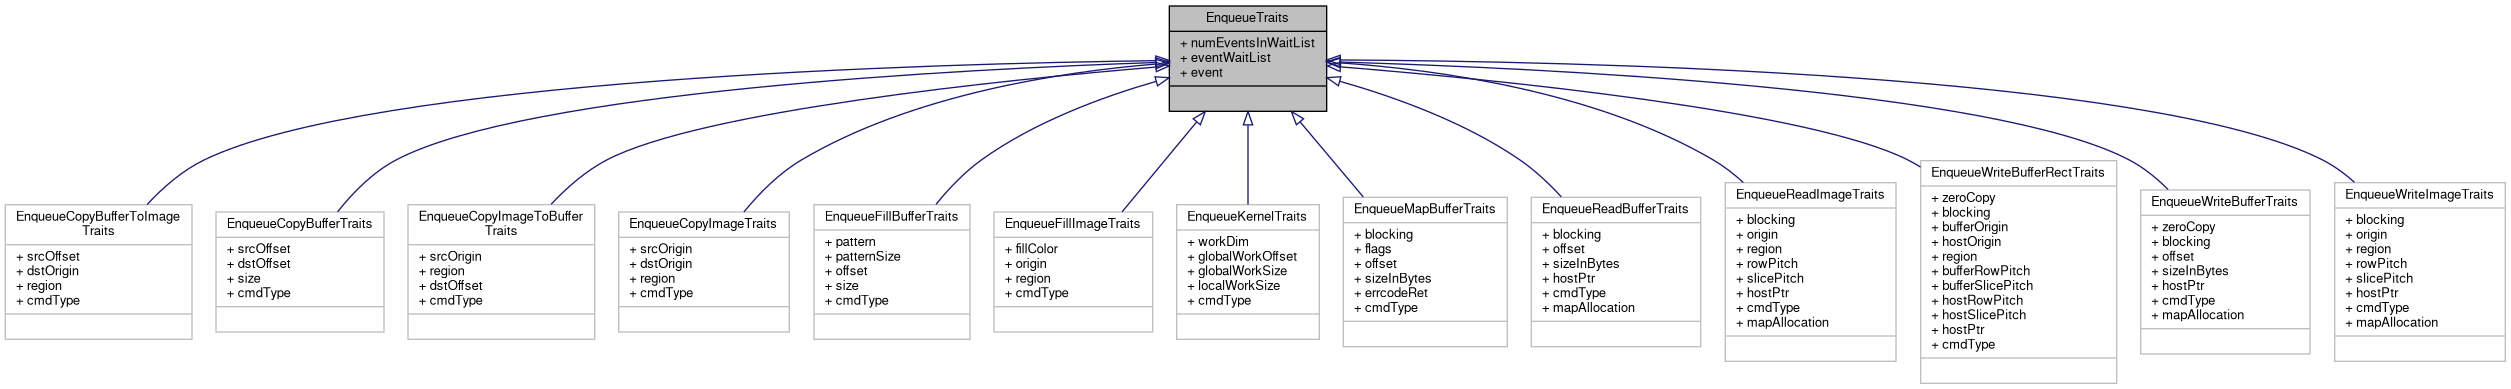 EnqueueTraits
+ numEventsInWaitList
+ eventWaitList
+ event
EnqueueCopyBufferToImage
Traits
+ srcOffset
+ dstOrigin
+ region
+ cmdType
EnqueueCopyBufferTraits
+ srcOffset
+ dstOffset
+ size
+ cmdType
EnqueueCopyImageToBuffer
Traits
+ srcOrigin
+ region
+ dstOffset
+ cmdType
EnqueueCopyImageTraits
+ srcOrigin
+ dstOrigin
+ region
+ cmdType
EnqueueFillBufferTraits
+ pattern
+ patternSize
+ offset
+ size
+ cmdType
EnqueueFillImageTraits
+ fillColor
+ origin
+ region
+ cmdType
EnqueueKernelTraits
+ workDim
+ globalWorkOffset
+ globalWorkSize
+ localWorkSize
+ cmdType
EnqueueMapBufferTraits
+ blocking
+ flags
+ offset
+ sizeInBytes
+ errcodeRet
+ cmdType
EnqueueReadBufferTraits
+ blocking
+ offset
+ sizeInBytes
+ hostPtr
+ cmdType
+ mapAllocation
EnqueueReadImageTraits
+ blocking
+ origin
+ region
+ rowPitch
+ slicePitch
+ hostPtr
+ cmdType
+ mapAllocation
EnqueueWriteBufferRectTraits
+ zeroCopy
+ blocking
+ bufferOrigin
+ hostOrigin
+ region
+ bufferRowPitch
+ bufferSlicePitch
+ hostRowPitch
+ hostSlicePitch
+ hostPtr
+ cmdType
EnqueueWriteBufferTraits
+ zeroCopy
+ blocking
+ offset
+ sizeInBytes
+ hostPtr
+ cmdType
+ mapAllocation
EnqueueWriteImageTraits
+ blocking
+ origin
+ region
+ rowPitch
+ slicePitch
+ hostPtr
+ cmdType
+ mapAllocation